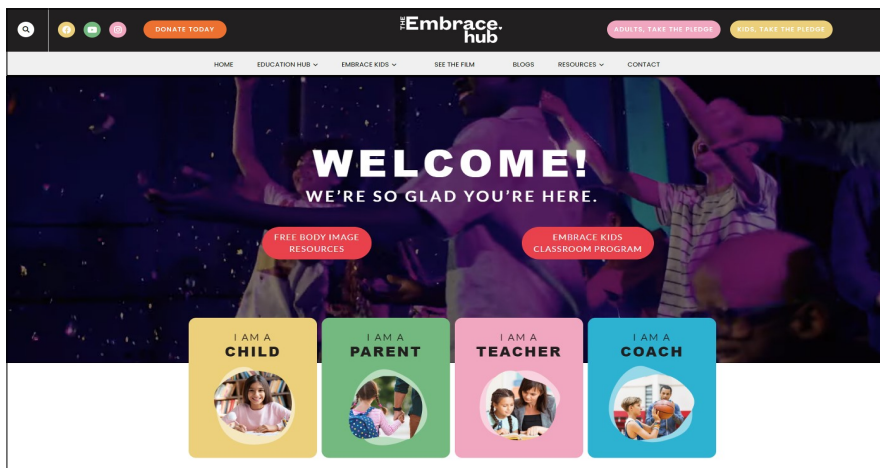 DONATE TODAY
THE Embrace.
hub
ADULTS, TAKE THE PLEDGE
KIDS, TAKE THE PLEDGE
HOME
EDUCATION HUB
EMBRACE KIDS
SEE THE FILM
BLOGS
RESOURCES
CONTACT
WELCOME!
WE'RE SO GLAD YOU'RE HERE.
FREE BODY IMAGE
RESOURCES
EMBRACE KIDS
CLASSROOM PROGRAM
I AM A
CHILD
I AM A
PARENT
I AM A
TEACHER
I AM A
COACH